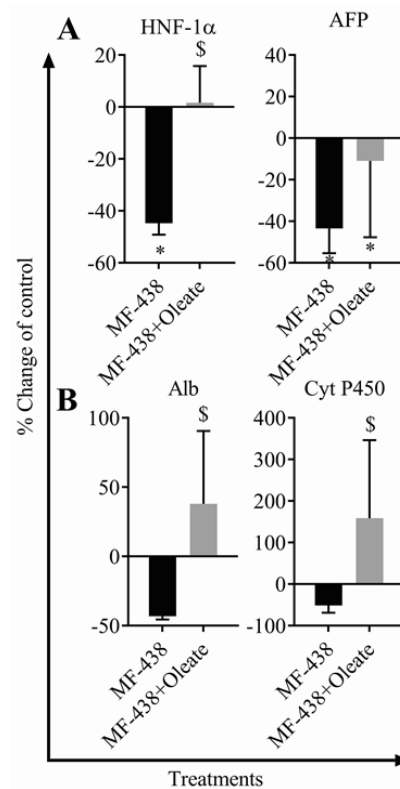 A
HNF-1α
AFP
$
40
20
0
-20
-40
-60
*
40
20
0
-20
-40
-60
*
*
MF-438
MF-438+Oleate
MF-438
MF-438+Oleate
% Change of control
B
Alb
Cyt P450
$
$
100
50
0
-50
400
300
200
100
0
-100
MF-438
MF-438+Oleate
MF-438
MF-438+Oleate
Treatments